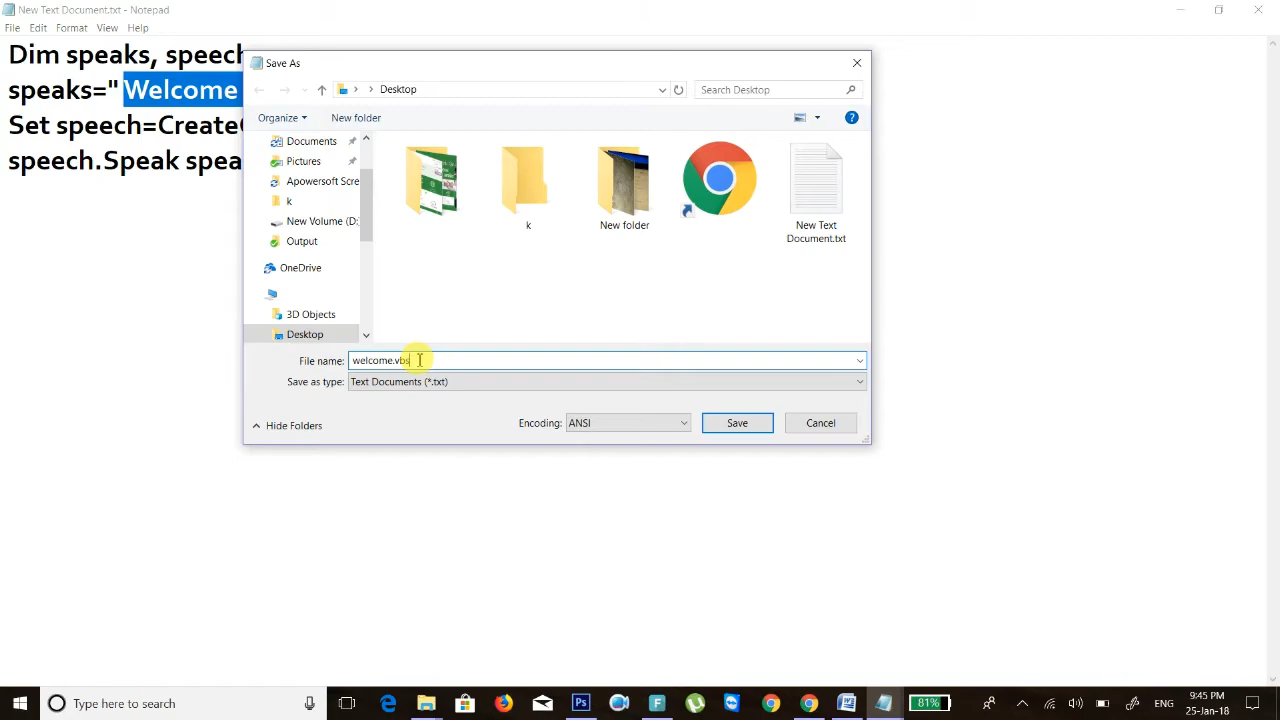 New Text Document.txt - Notepad
File Edit Format View Help
Dim speaks, speech
speaks="Welcome
Set speech=Create
speech.Speak spea
Save As
Desktop
Search Desktop
Organize
New folder
Documents
Pictures
Apowersoft Scre
k
New Volume (D:
Output
OneDrive
3D Objects
Desktop
k
New folder
New Text
Document.txt
File name: welcome.vbs
Save as type: Text Documents (*.txt)
Hide Folders
Encoding: ANSI
Save
Cancel
Type here to search
Ps
F
81%
ENG
9:45 PM
25-Jan-18